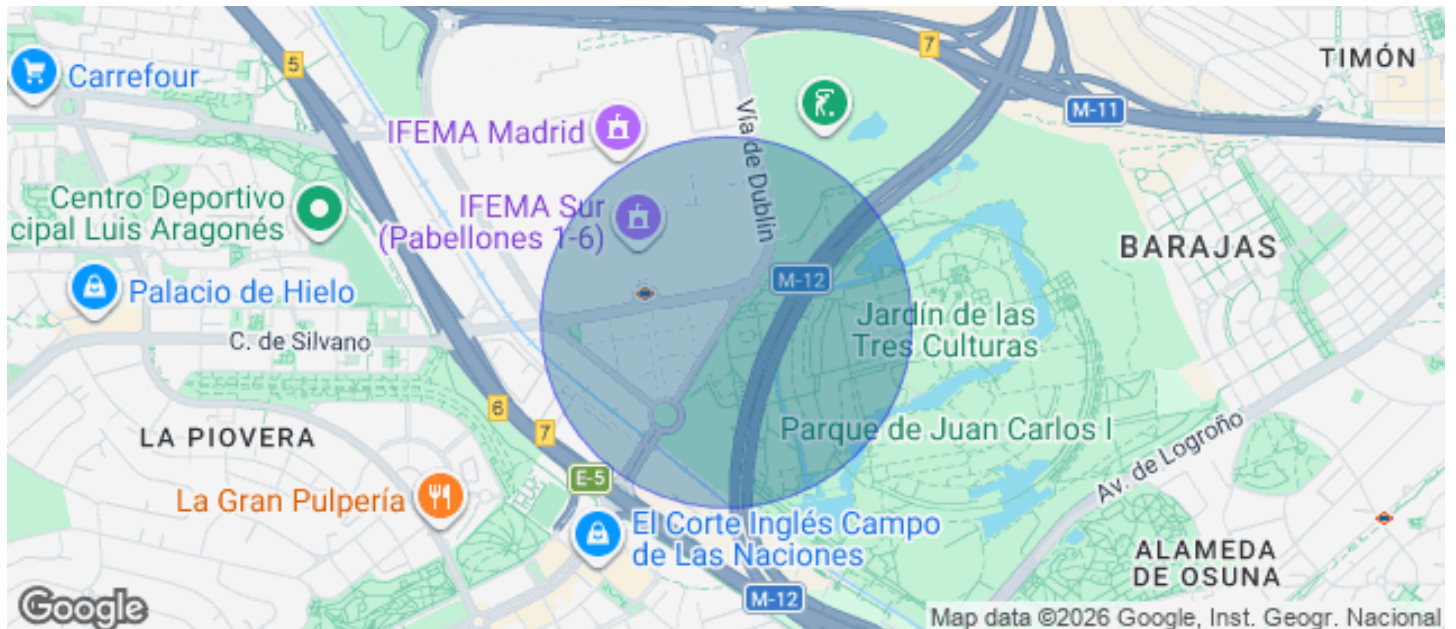 5
7
TIMÓN
Carrefour
M-11
Vía de Dublín
IFEMA Madrid
Centro Deportivo
cipal Luis Aragonés
IFEMA Sur
(Pabellones 1-6)
BARAJAS
M-12
Palacio de Hielo
Jardín de las
Tres Culturas
C. de Silvano
6
7
LA PIOVERA
Parque de Juan Carlos I
Av. de Logroño
E-5
La Gran Pulpería
El Corte Inglés Campo
de Las Naciones
ALAMEDA
DE OSUNA
M-12
Google
Map data ©2026 Google, Inst. Geogr. Nacional